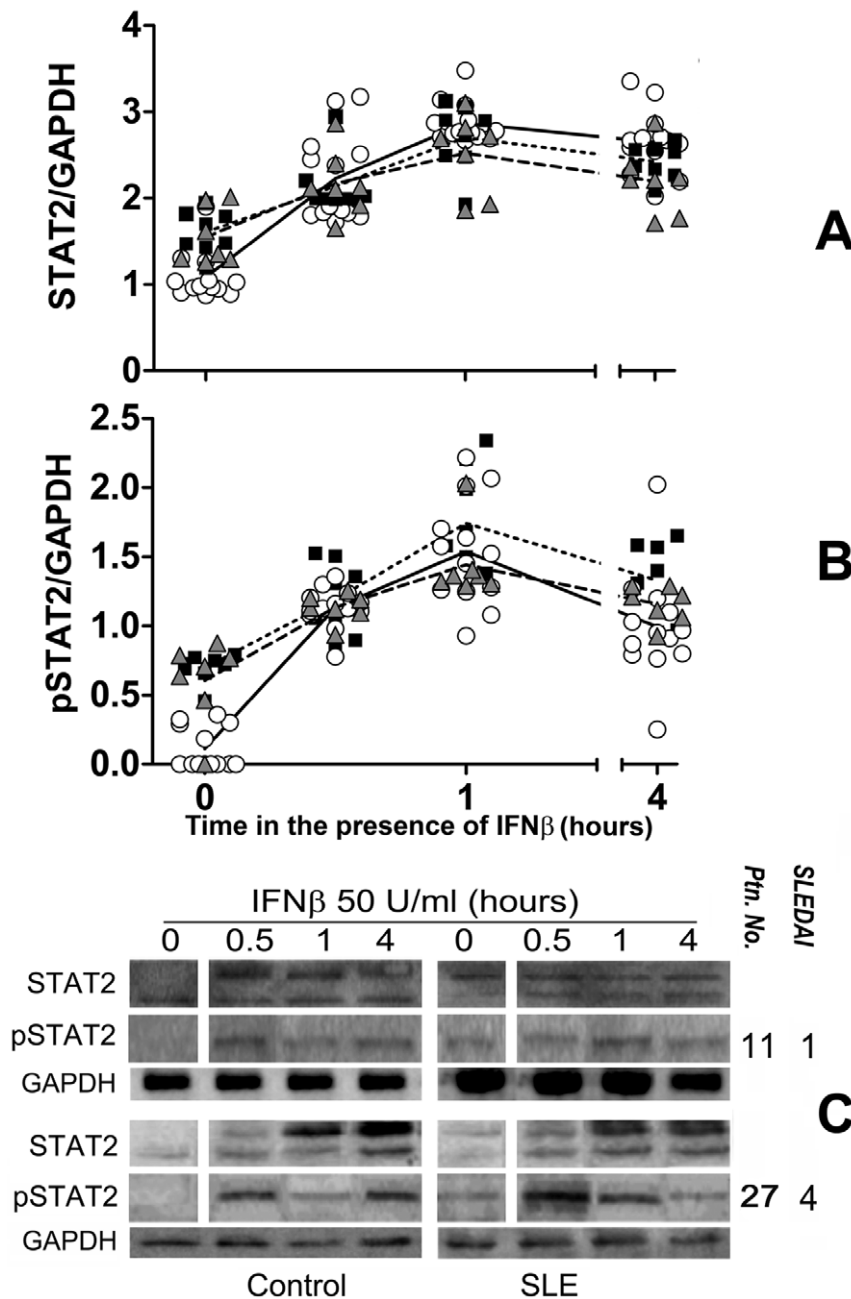 4
3
2
1
0
STAT2/GAPDH
A
2.5
2.0
1.5
1.0
0.5
0.0
pSTAT2/GAPDH
B
0 1 4
Time in the presence of IFNβ (hours)
IFNβ 50 U/ml (hours)
Ptn. No.
SLEDAI
0 0.5 1 4 0 0.5 1 4
STAT2
pSTAT2 11 1
GAPDH
C
STAT2
pSTAT2 27 4
GAPDH
Control SLE